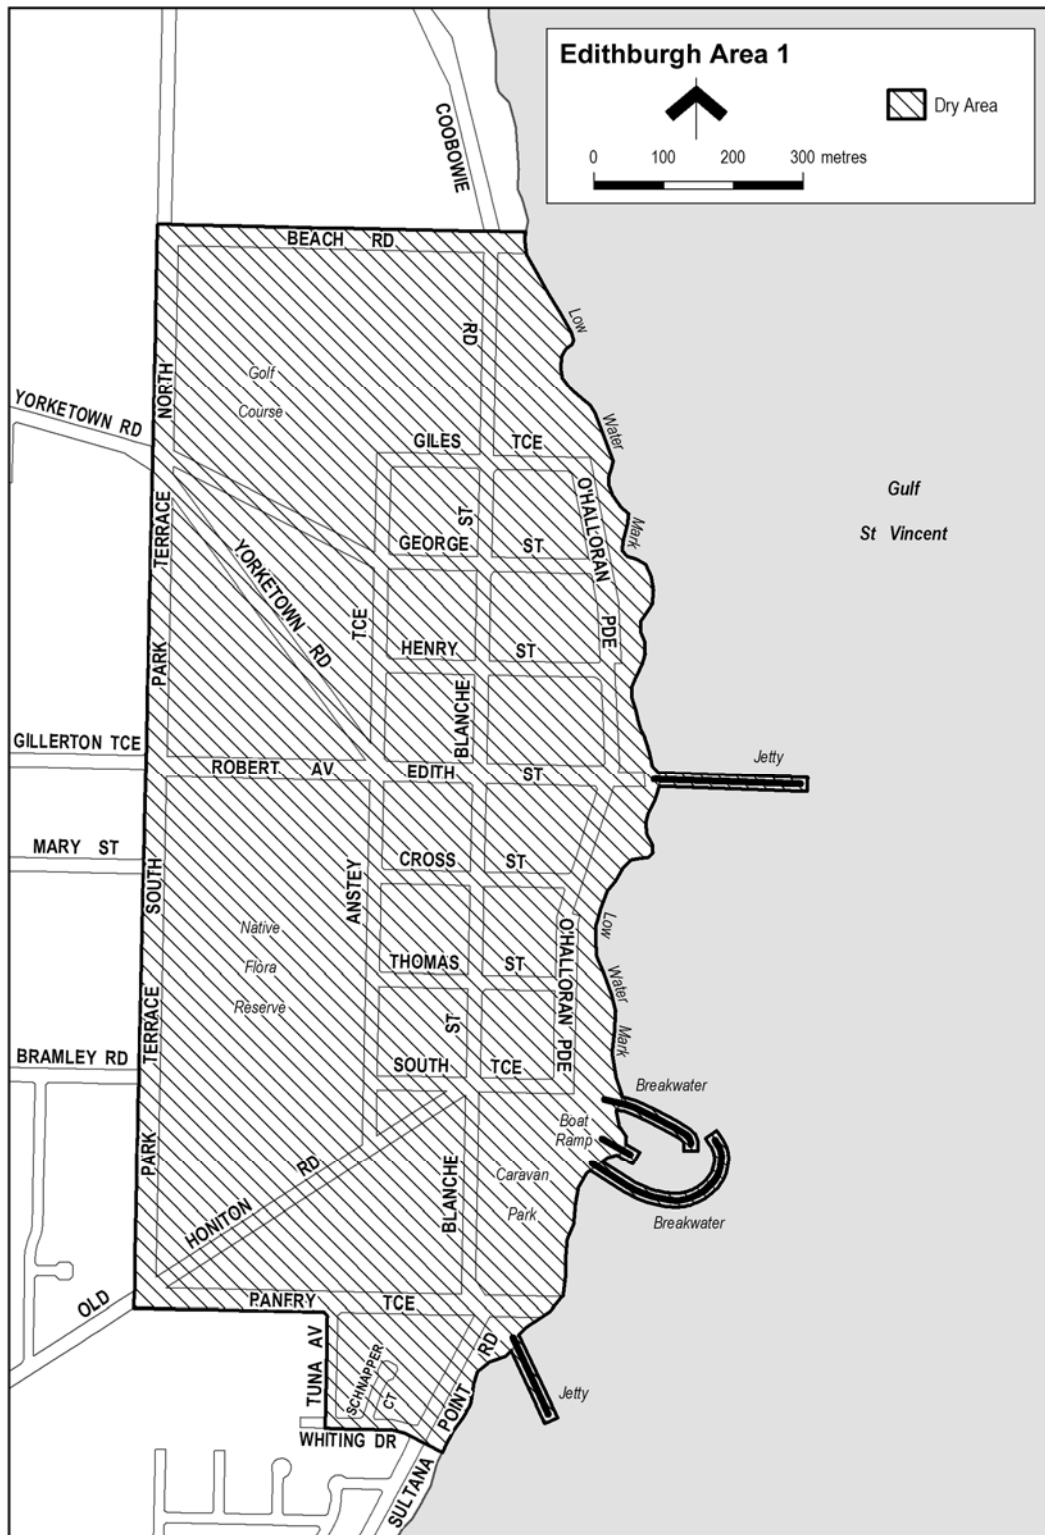 Edithburgh Area 1
Dry Area
0 100 200 300 metres
COOBOWIE
BEACH RD
Low
RD
Golf
Course
NORTH
YORKETOWN RD
Water
GILES TCE
Gulf
St Vincent
O'HALLORAN
TERRACE
ST
Mark
GEORGE ST
YORKETOWN RD
TCE
PDE
HENRY ST
PARK
BLANCHE
GILLERTON TCE
ROBERT AV
EDITH ST
Jetty
MARY ST
CROSS ST
SOUTH
ANSTEY
Native
Flora
Reserve
Low
O'HALLORAN PDE
THOMAS ST
Water
TERRACE
ST
Mark
BRAMLEY RD
SOUTH TCE
Breakwater
Boat
Ramp
PARK
HONITON RD
BLANCHE
Caravan
Park
Breakwater
OLD
PANFRY TCE
TUNA AV
SCHNAPPER
CT
POINT RD
Jetty
WHITING DR
SULTANA